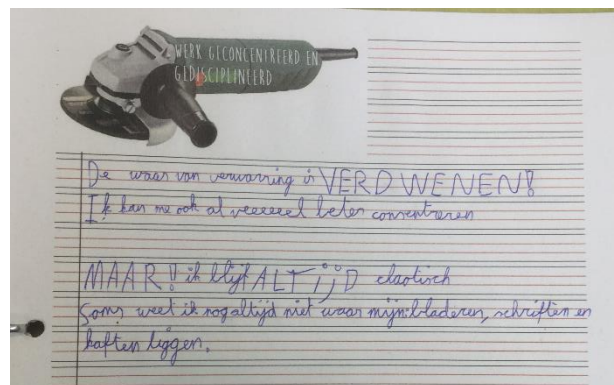 WERK GECONCENTREERD EN
GEDISCIPLINEERD
De waas van verwarring is VERDWENEN!
Ik kan me ook al veeeeeel beter consentreren
MAAR! ik blijf ALTijD chaotisch
Soms weet ik nog altijd niet waar mijn bladeren, schriften en
kaften liggen.